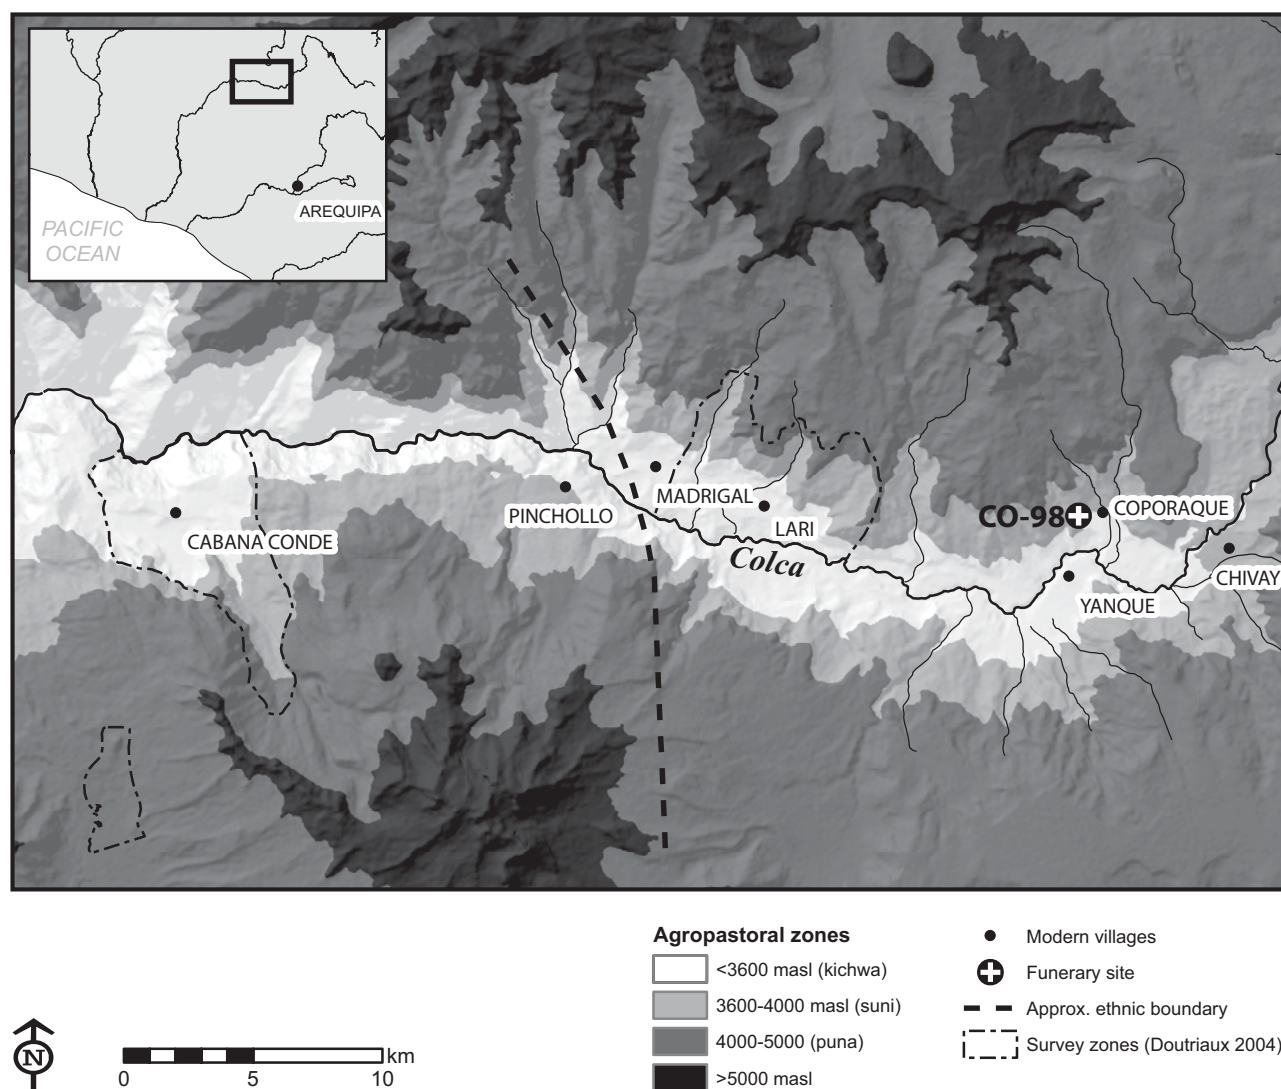 AREQUIPA
PACIFIC
OCEAN
MADRIGAL
PINCHOLLO
LARI
CO-98
COPORAQUE
CABANA CONDE
Colca
CHIVAY
YANQUE
Agropastoral zones
<3600 masl (kichwa)
3600-4000 masl (suni)
4000-5000 (puna)
>5000 masl
Modern villages
Funerary site
Approx. ethnic boundary
Survey zones (Doutriaux 2004)
N
km
0 5 10